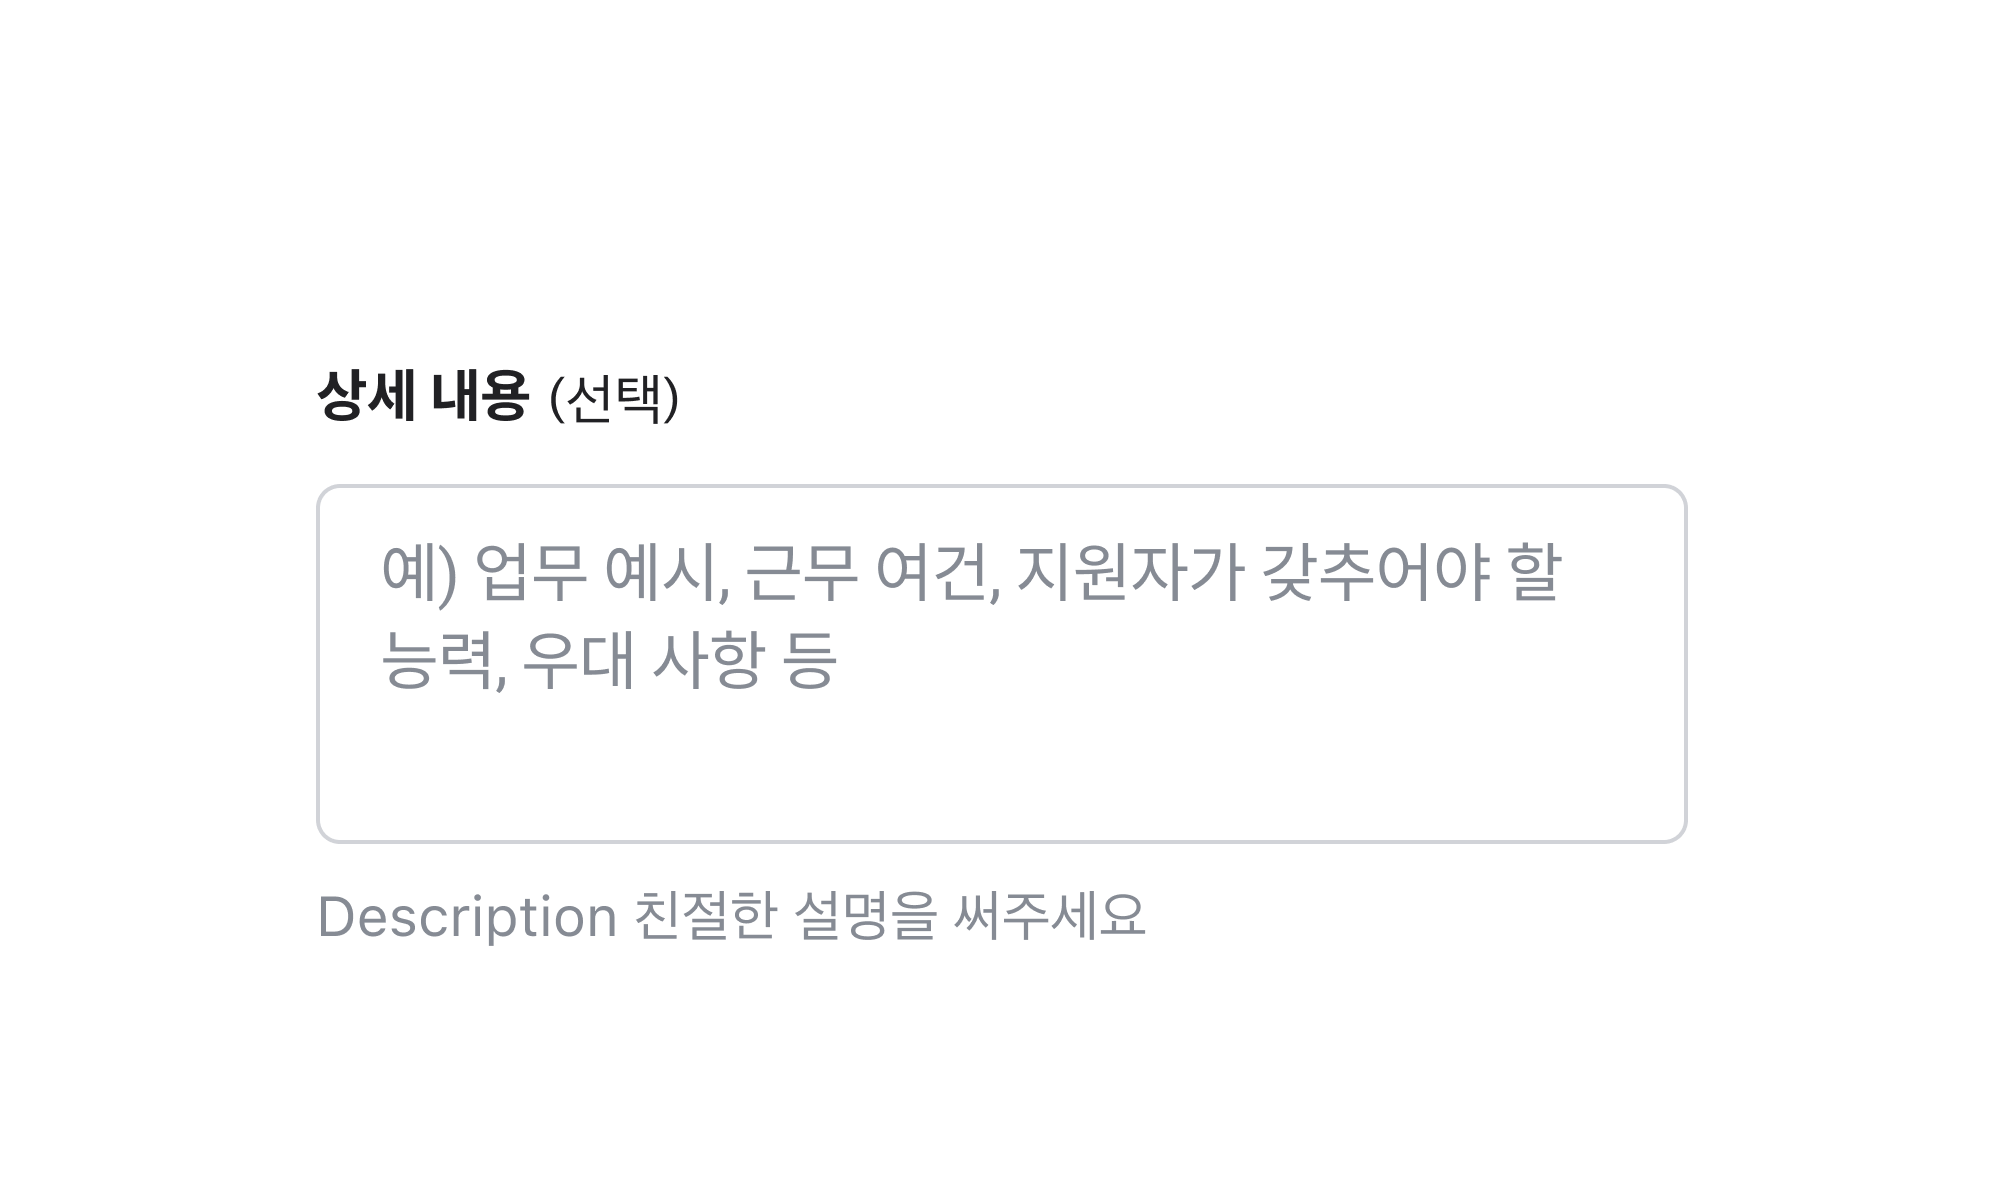 상세 내용 (선택)
예) 업무 예시, 근무 여건, 지원자가 갖추어야 할
능력, 우대 사항 등
Description 친절한 설명을 써주세요